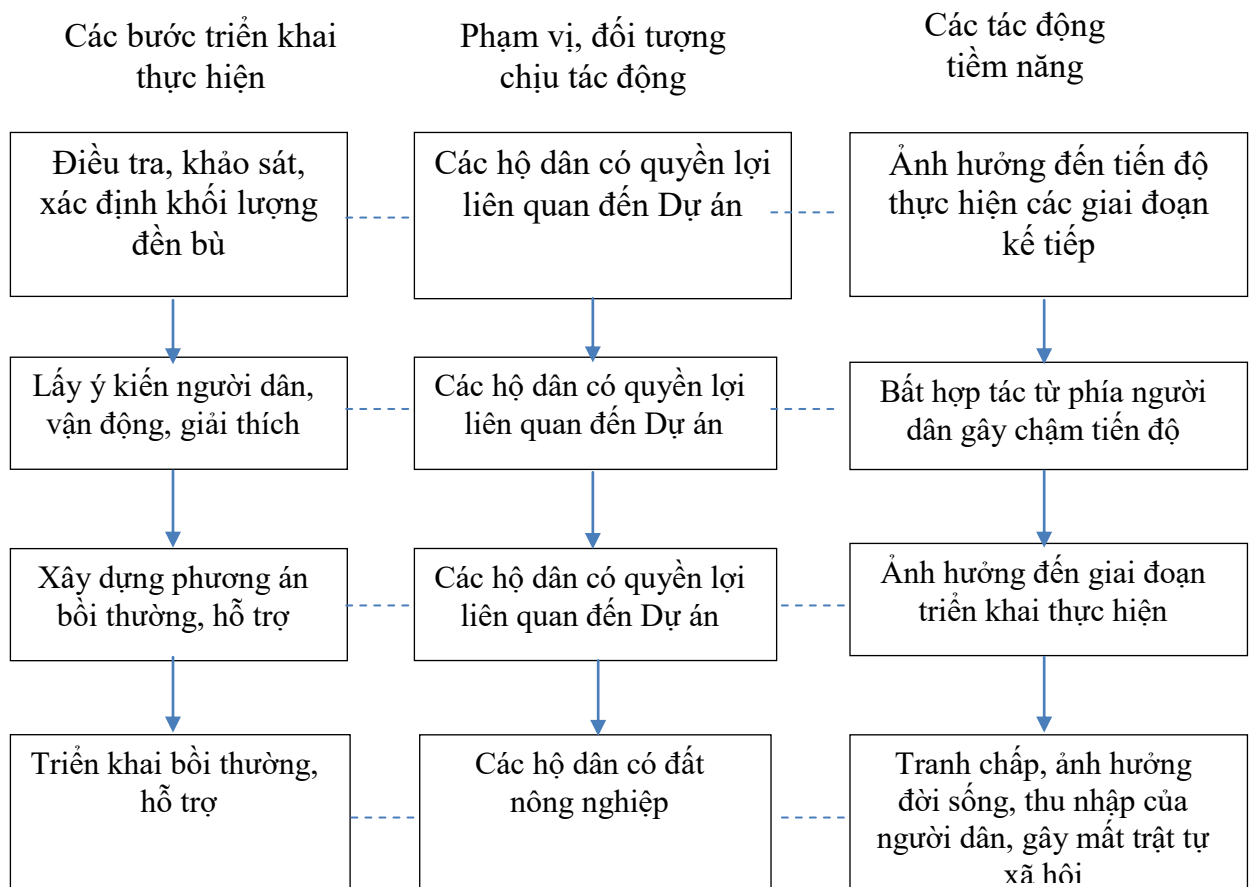 Các bước triển khai
thực hiện
Phạm vị, đối tượng
chịu tác động
Các tác động
tiềm năng
Điều tra, khảo sát,
xác định khối lượng
đền bù
Các hộ dân có quyền lợi
liên quan đến Dự án
Ảnh hưởng đến tiến độ
thực hiện các giai đoạn
kế tiếp
Lấy ý kiến người dân,
vận động, giải thích
Các hộ dân có quyền lợi
liên quan đến Dự án
Bất hợp tác từ phía người
dân gây chậm tiến độ
Xây dựng phương án
bồi thường, hỗ trợ
Các hộ dân có quyền lợi
liên quan đến Dự án
Ảnh hưởng đến giai đoạn
triển khai thực hiện
Triển khai bồi thường,
hỗ trợ
Các hộ dân có đất
nông nghiệp
Tranh chấp, ảnh hưởng
đời sống, thu nhập của
người dân, gây mất trật tự
xã hội